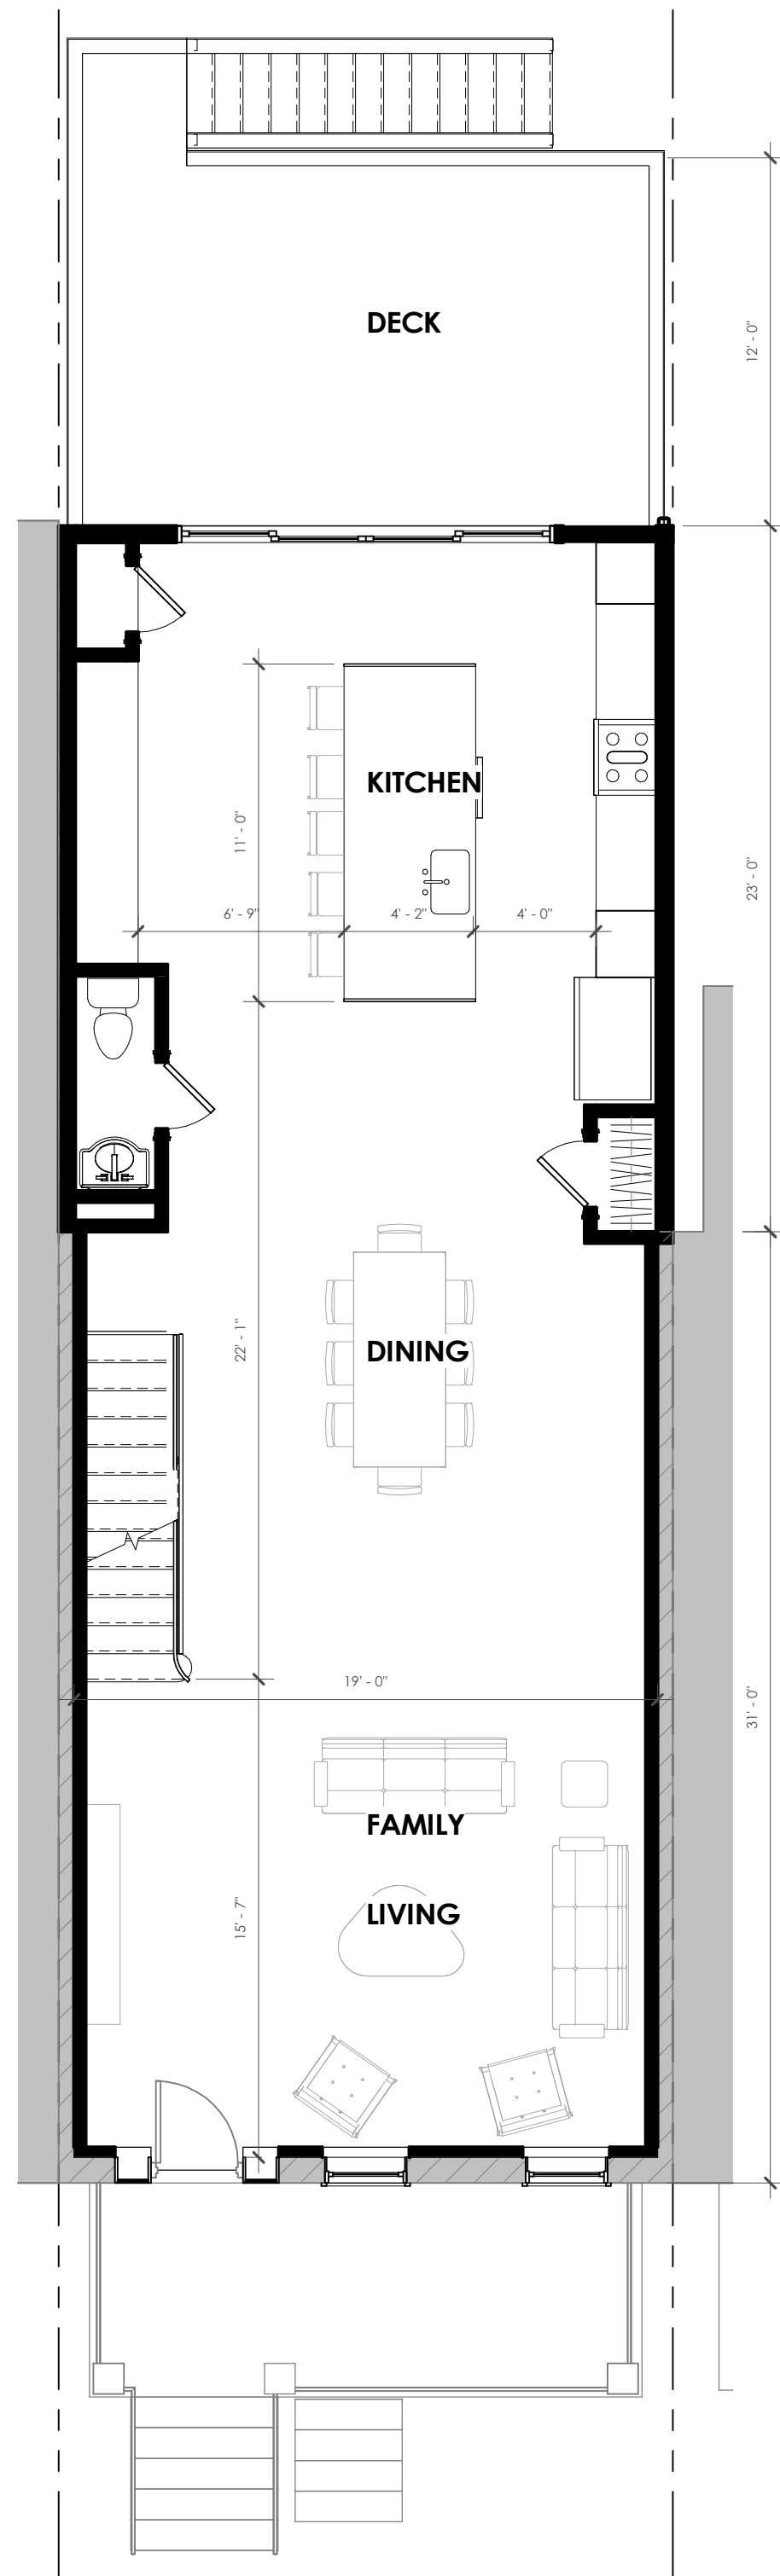 DECK
12' - 0"
KITCHEN
11' - 0"
23' - 0"
6' - 9"
4' - 2"
4' - 0"
DINING
22' - 1"
19' - 0"
31' - 0"
FAMILY
LIVING
15' - 7"